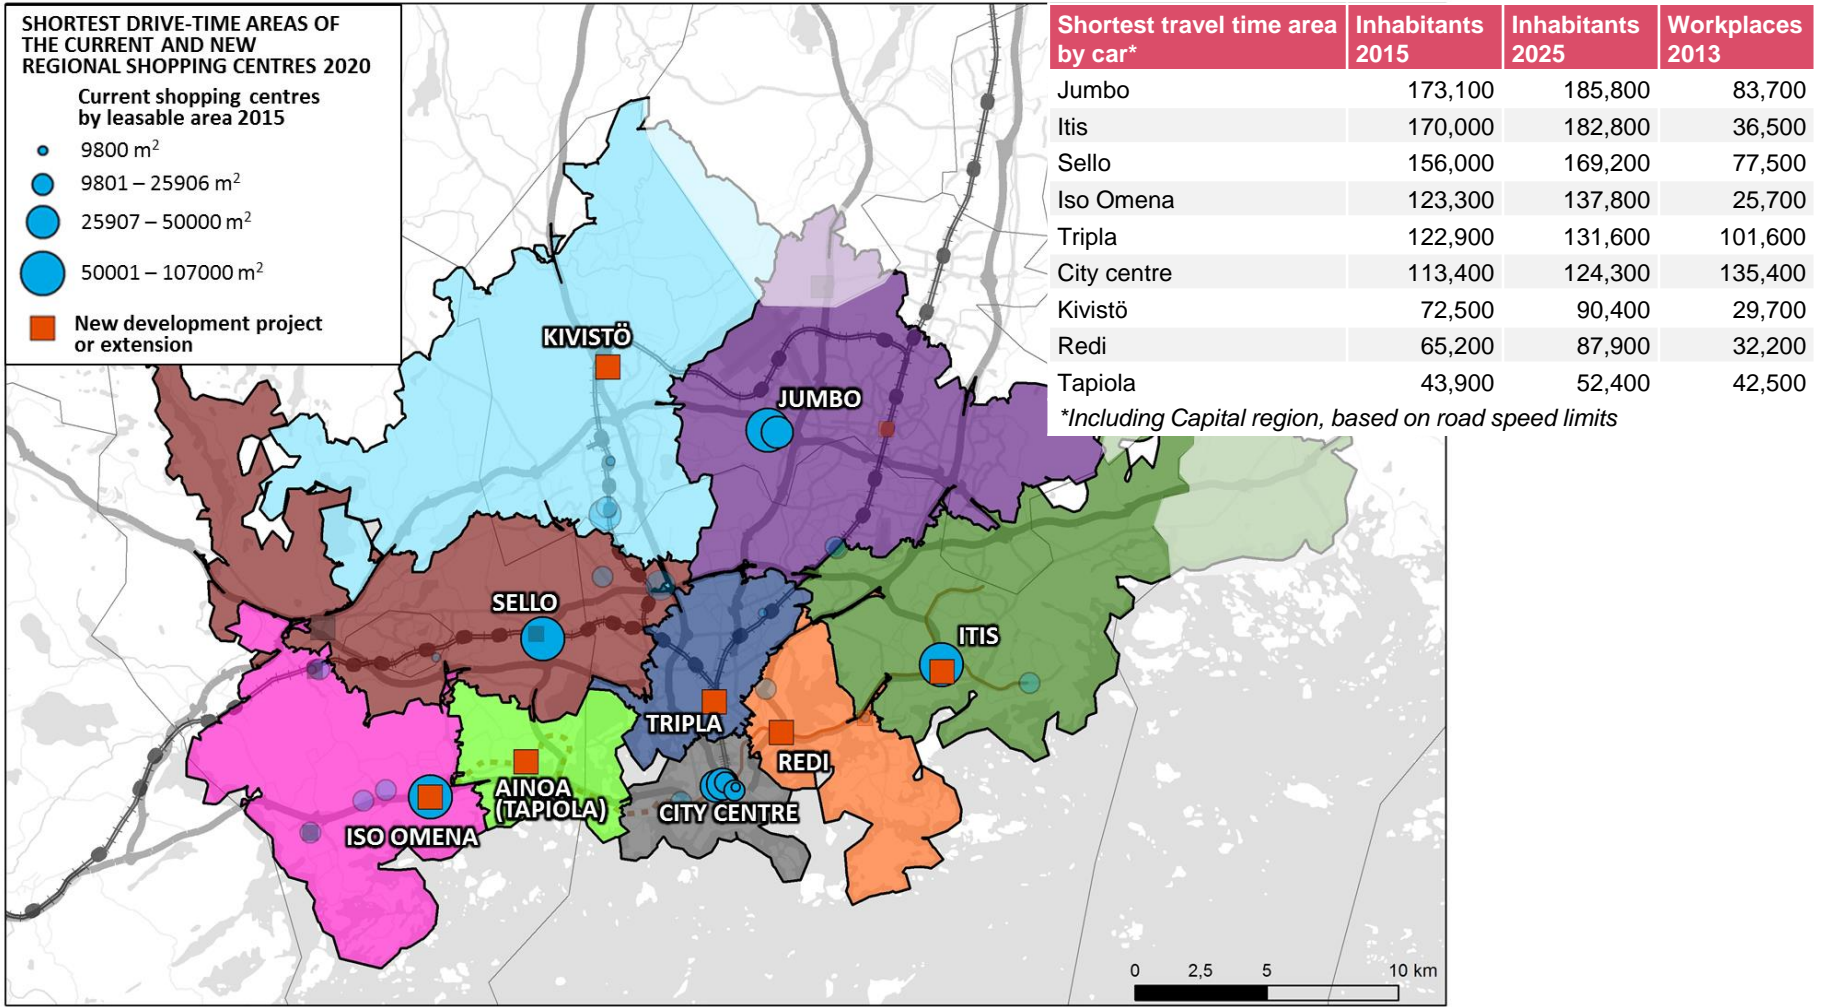 SHORTEST DRIVE-TIME AREAS OF
THE CURRENT AND NEW
REGIONAL SHOPPING CENTRES 2020
Current shopping centres
by leasable area 2015
9800 m²
9801 – 25906 m²
25907 – 50000 m²
50001 – 107000 m²
New development project
or extension
Shortest travel time area by car* Inhabitants 2015 Inhabitants 2025 Workplaces 2013
Jumbo 173,100 185,800 83,700
Itis 170,000 182,800 36,500
Sello 156,000 169,200 77,500
Iso Omena 123,300 137,800 25,700
Tripla 122,900 131,600 101,600
City centre 113,400 124,300 135,400
Kivistö 72,500 90,400 29,700
Redi 65,200 87,900 32,200
Tapiola 43,900 52,400 42,500
*Including Capital region, based on road speed limits
KIVISTÖ
JUMBO
SELLO
ITIS
TRIPLA
REDI
AINOA
(TAPIOLA)
CITY CENTRE
ISO OMENA
0 2,5 5 10 km